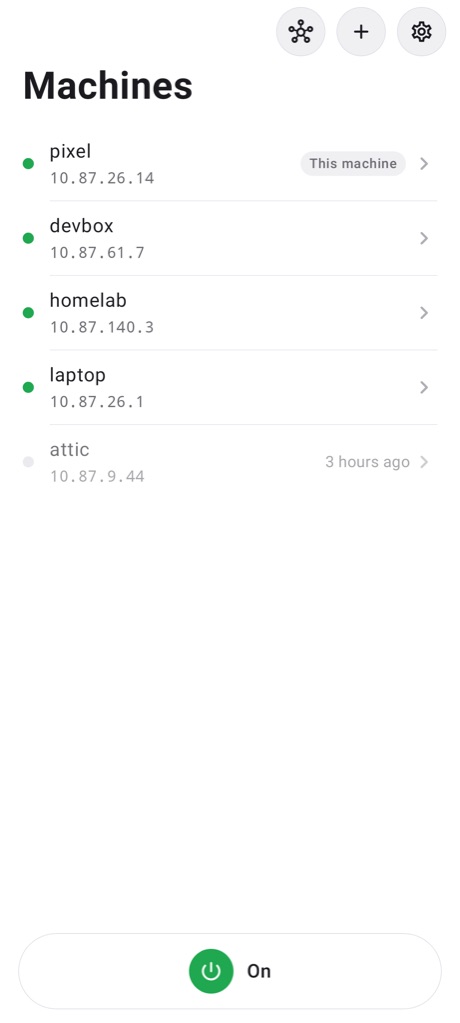 Machines
pixel
10.87.26.14
This machine
devbox
10.87.61.7
homelab
10.87.140.3
laptop
10.87.26.1
attic
10.87.9.44
3 hours ago
On